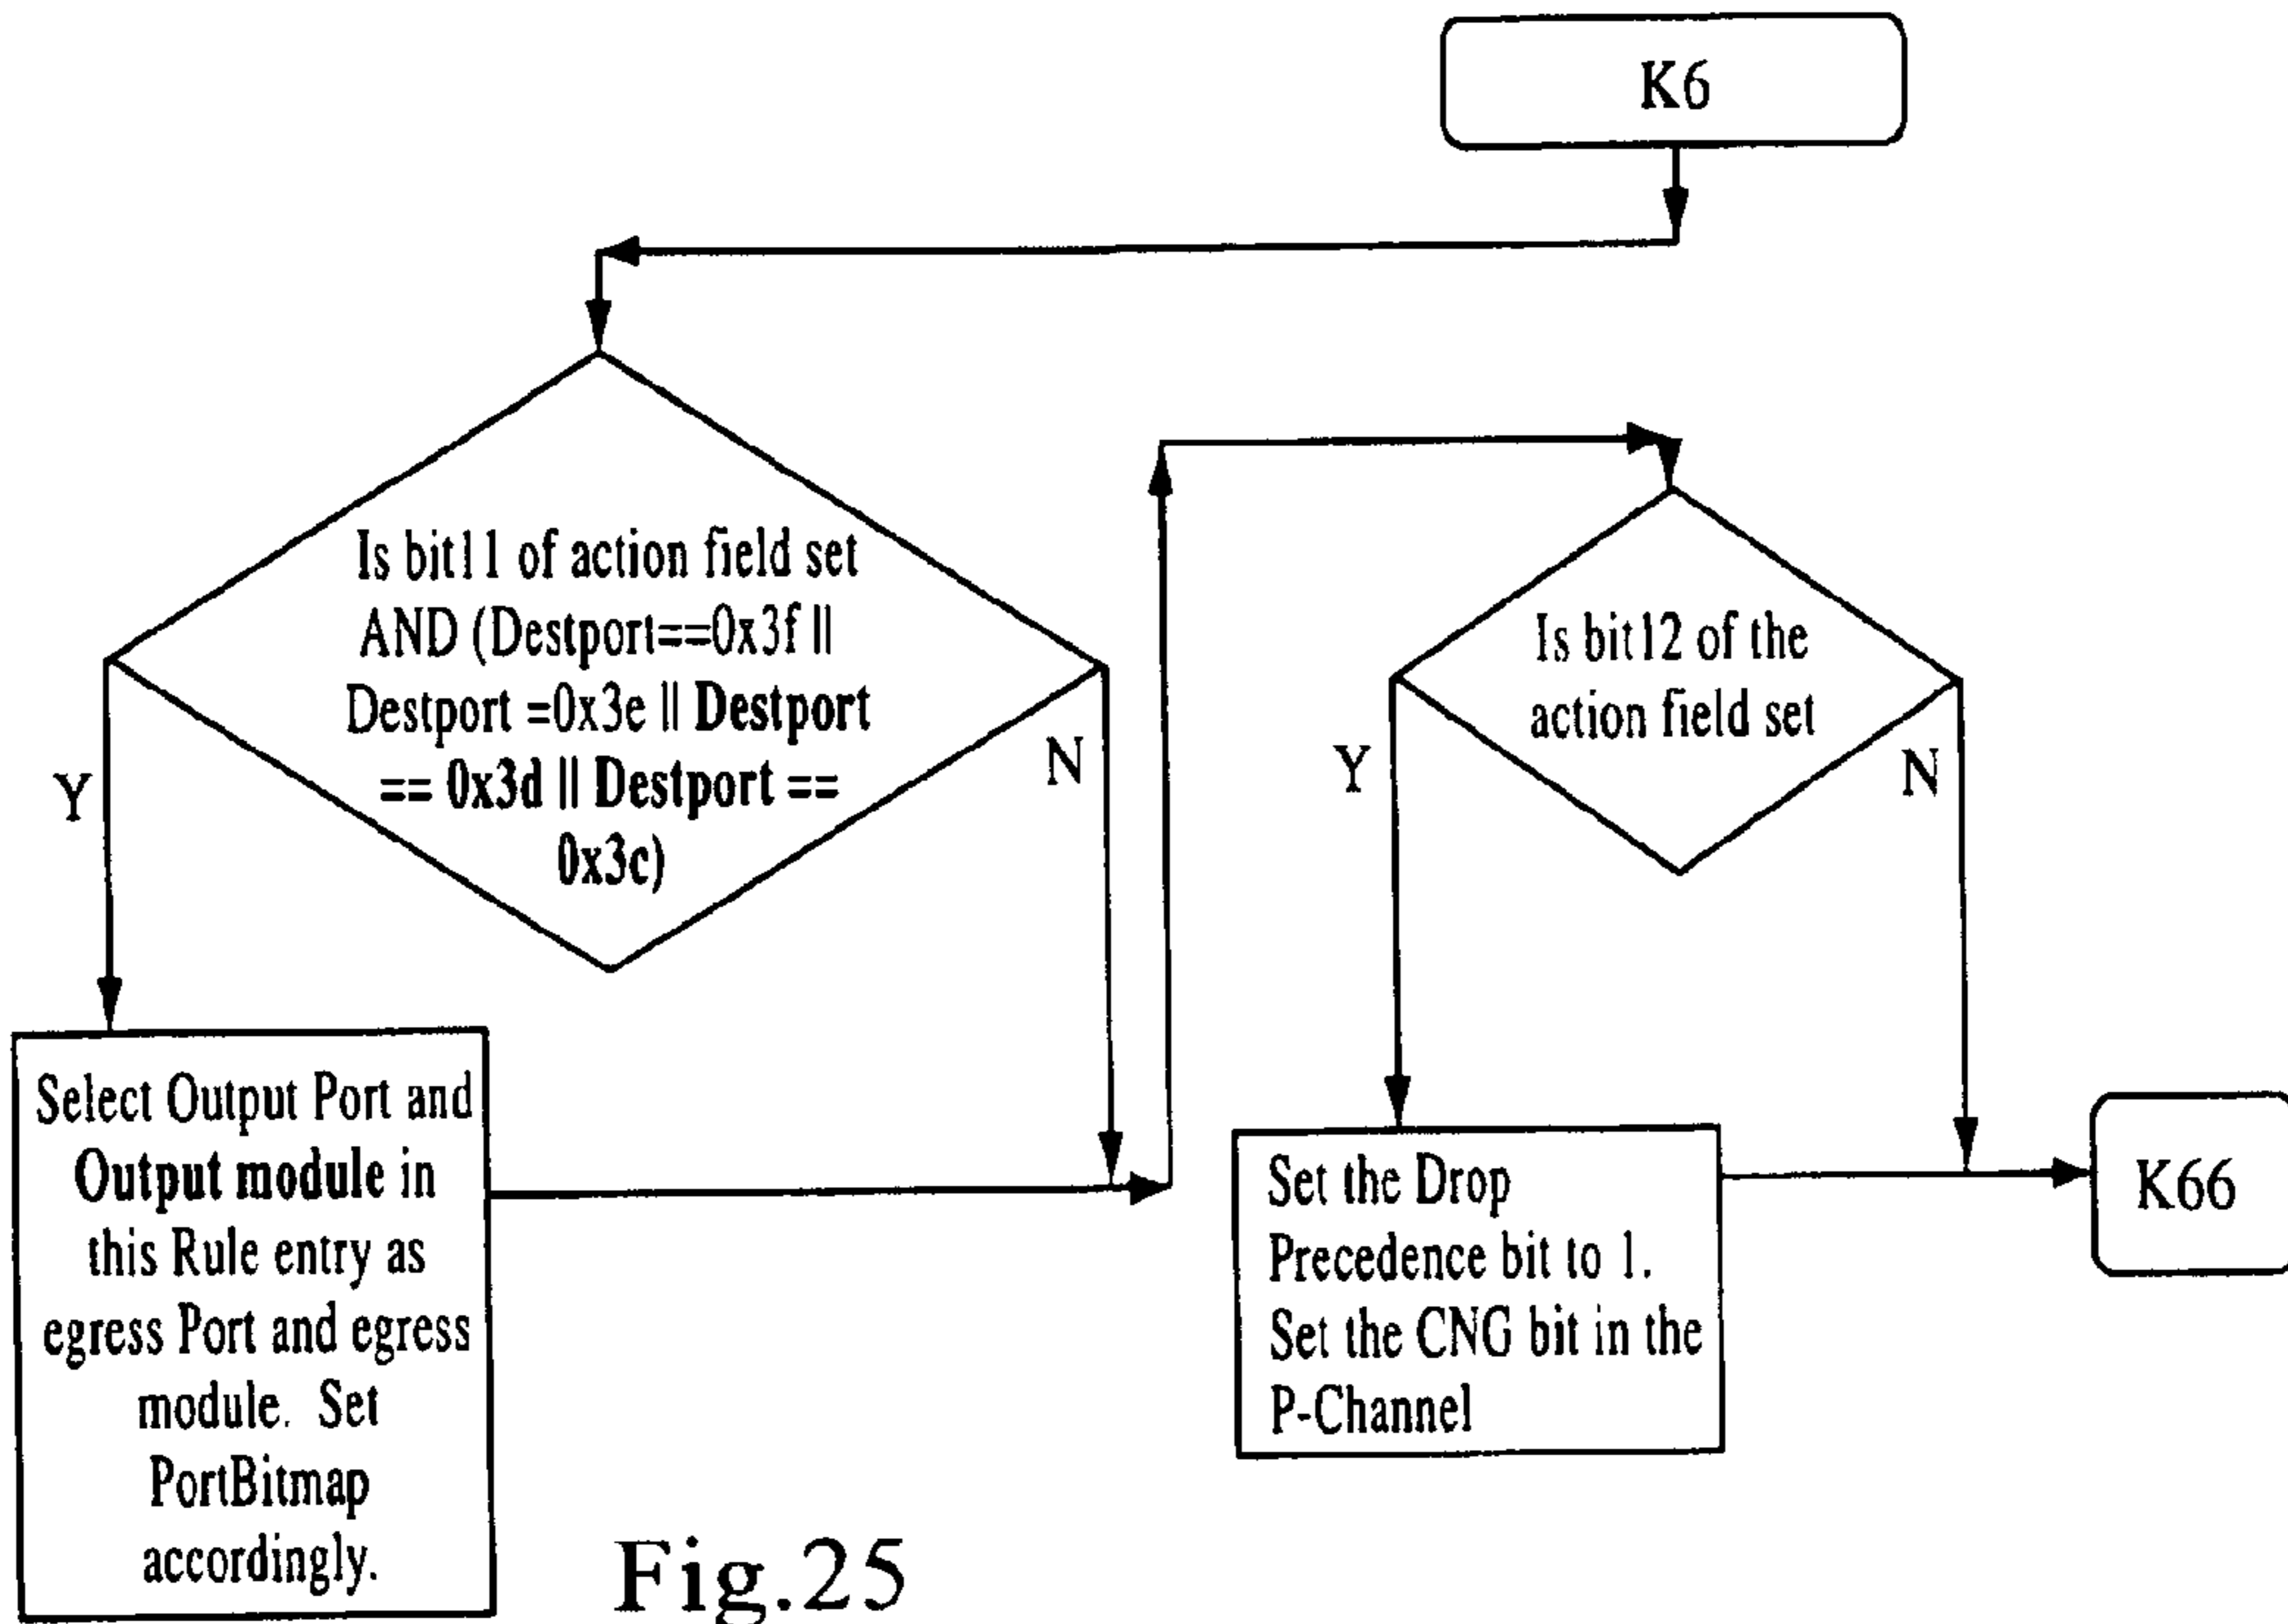 K6
Is bit11 of action field set
AND (Destport==0x3f ||
Destport =0x3e || Destport
== 0x3d || Destport ==
0x3c)
Y
N
Is bit12 of the
action field set
Y
N
Select Output Port and
Output module in
this Rule entry as
egress Port and egress
module. Set
PortBitmap
accordingly.
Set the Drop
Precedence bit to 1.
Set the CNG bit in the
P-Channel
K66
Fig.25